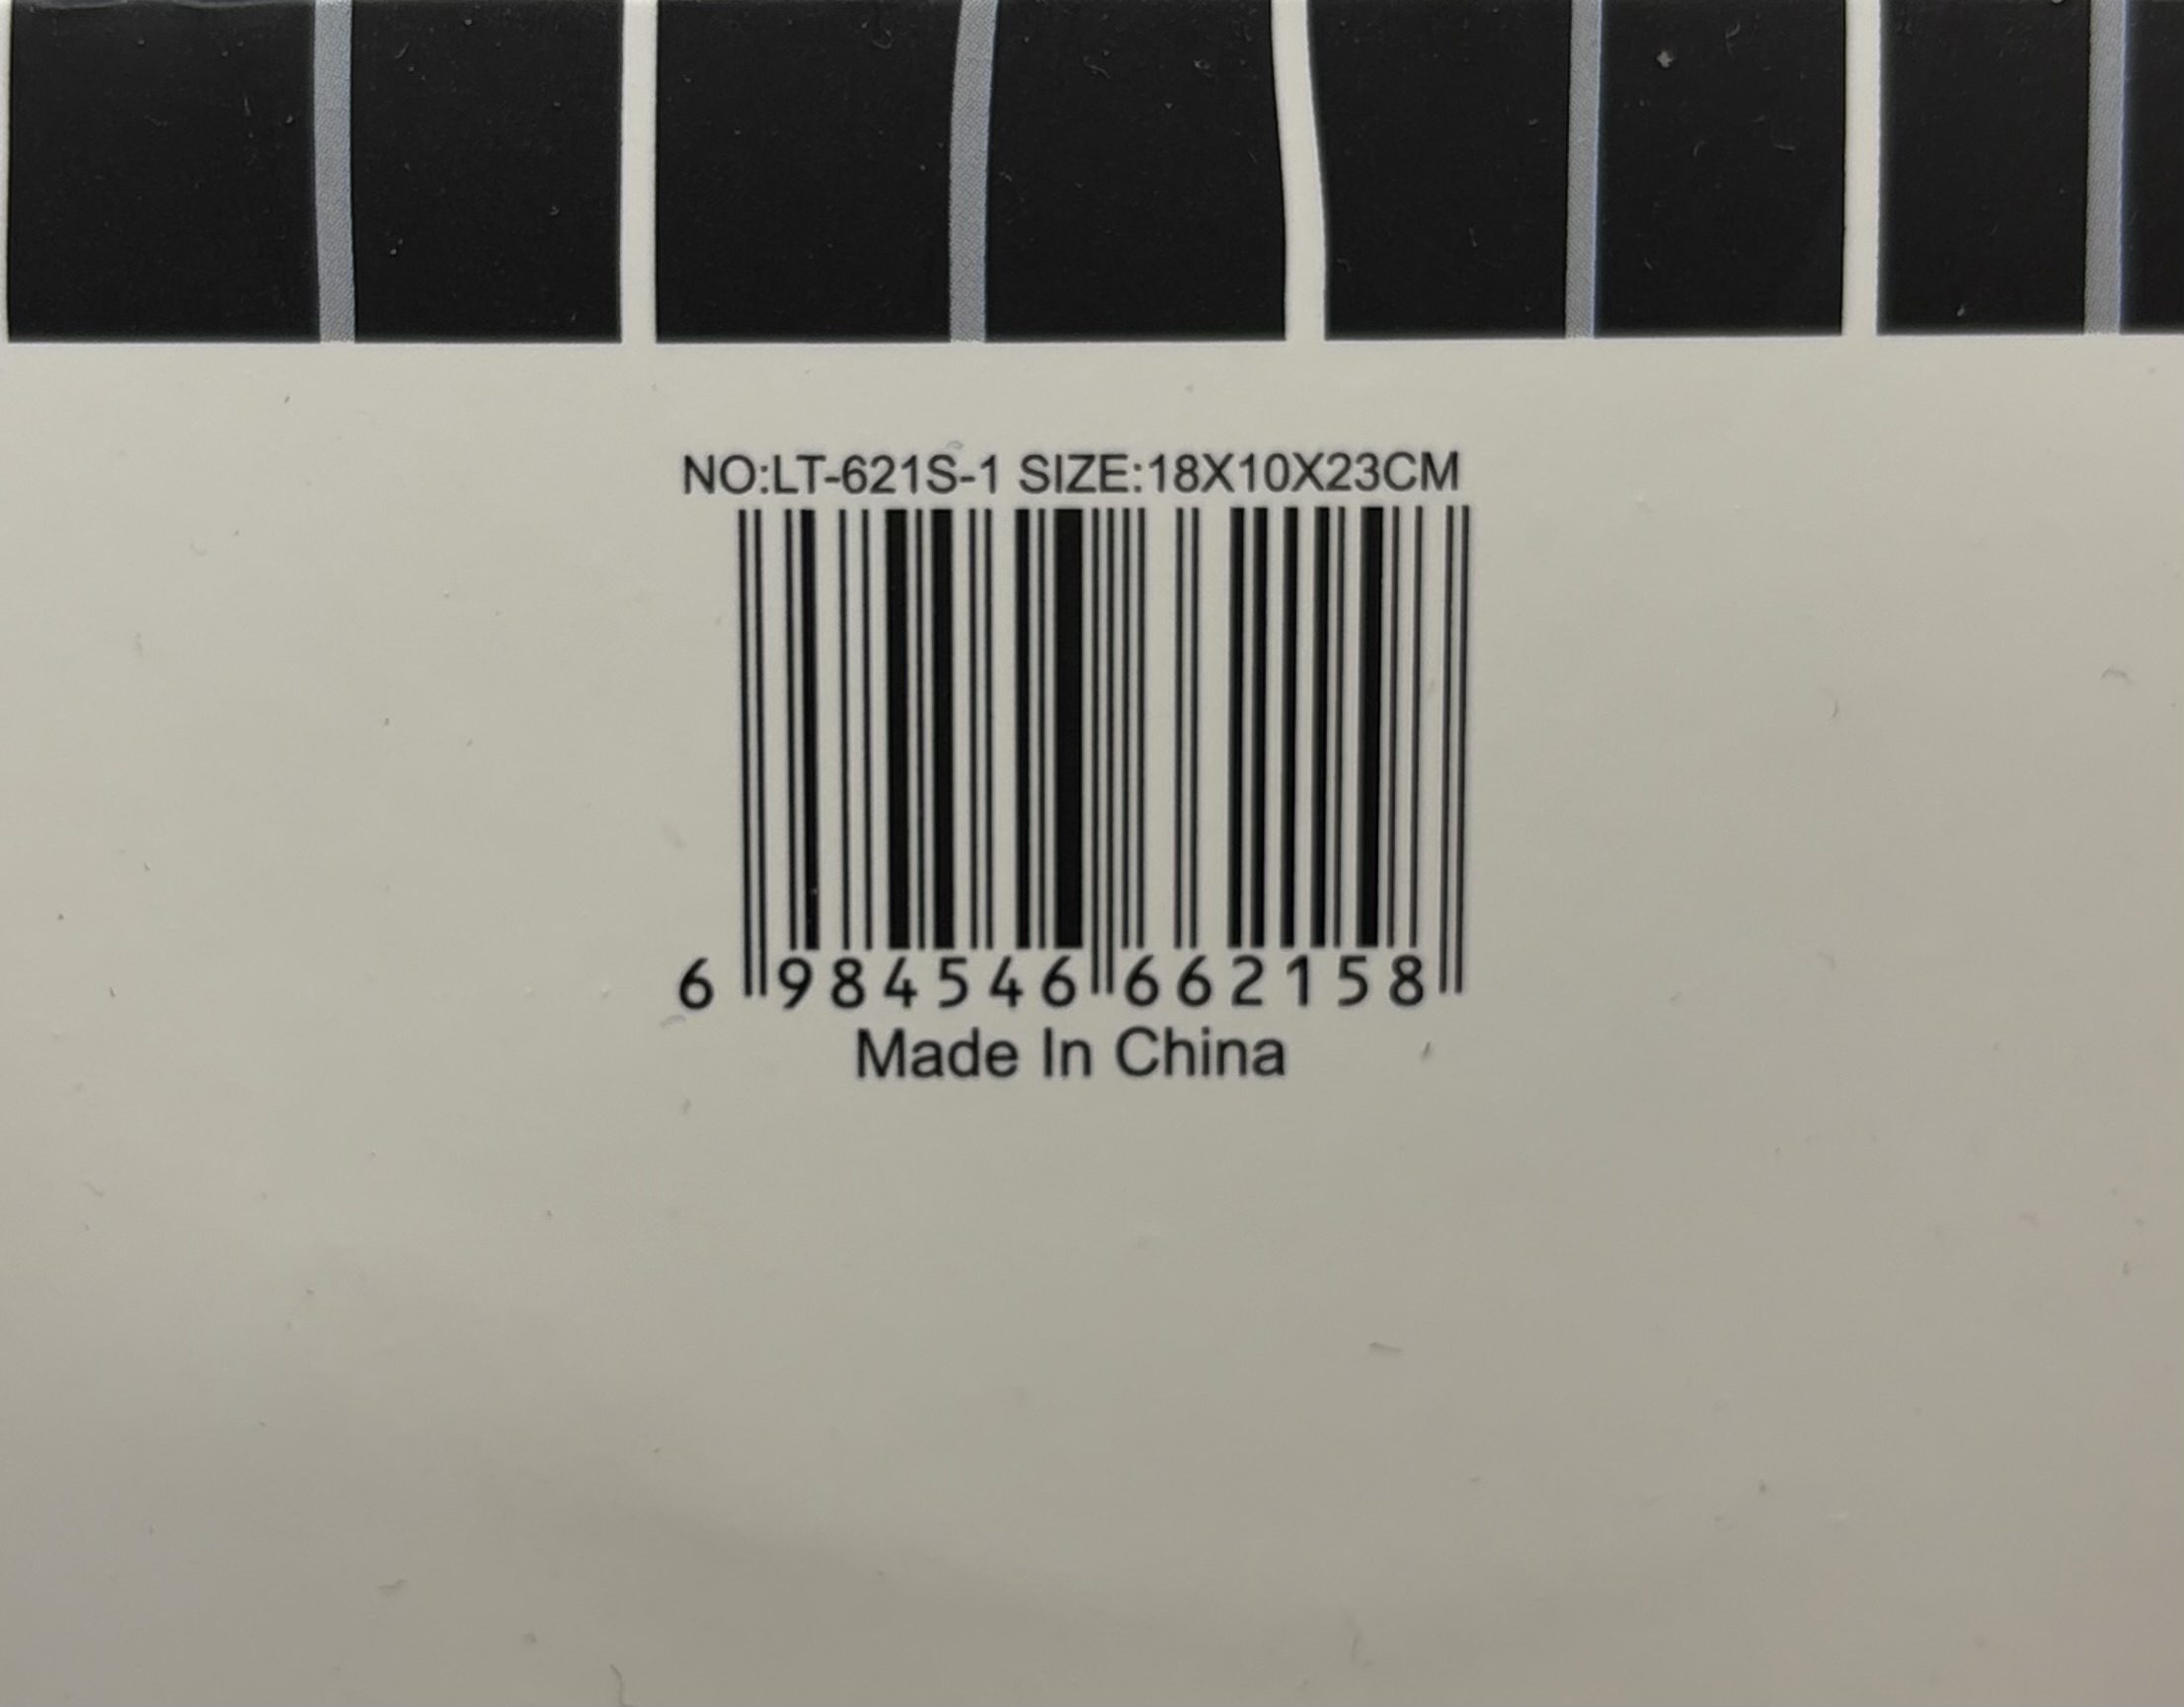 NO:LT-621S-1 SIZE:18X10X23CM
6 984546 662158
Made In China